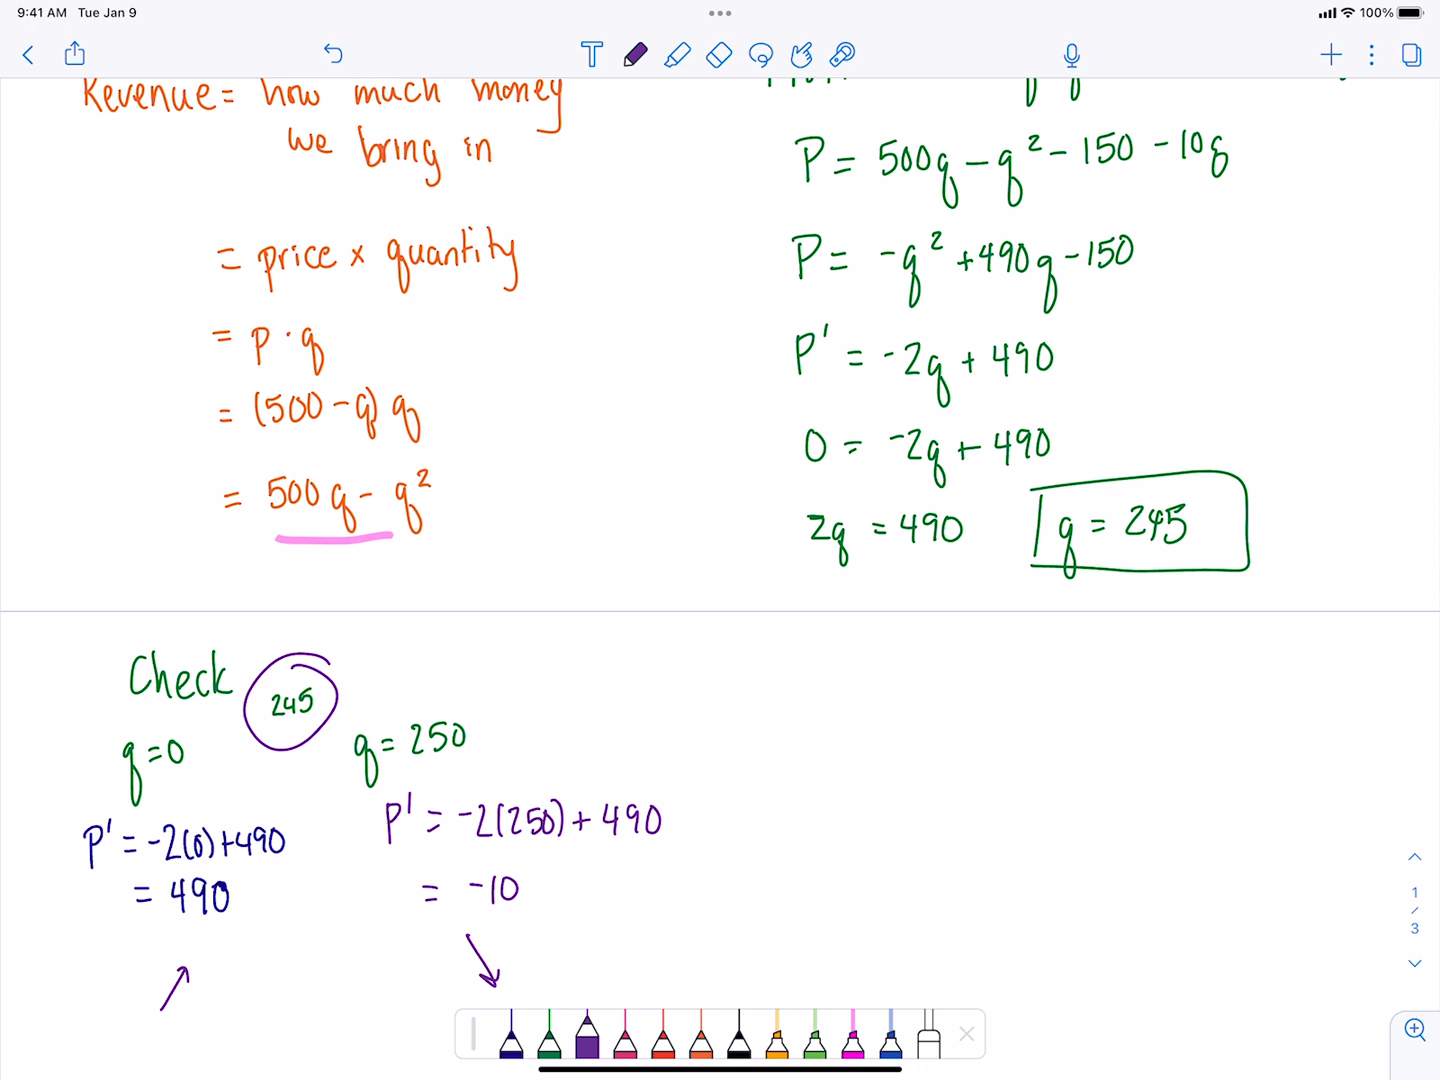 9:41 AM Tue Jan 9
100%
Revenue = how much money
we bring in
= price x quantity
= p · q
= (500 - q) q
= 500q - q²
P = 500q - q² - 150 - 10q
P = -q² + 490q - 150
P' = -2q + 490
0 = -2q + 490
2q = 490
q = 245
Check
245
q = 0
q = 250
P' = -2(0) + 490
= 490
P' = -2(250) + 490
= -10
1
/
3